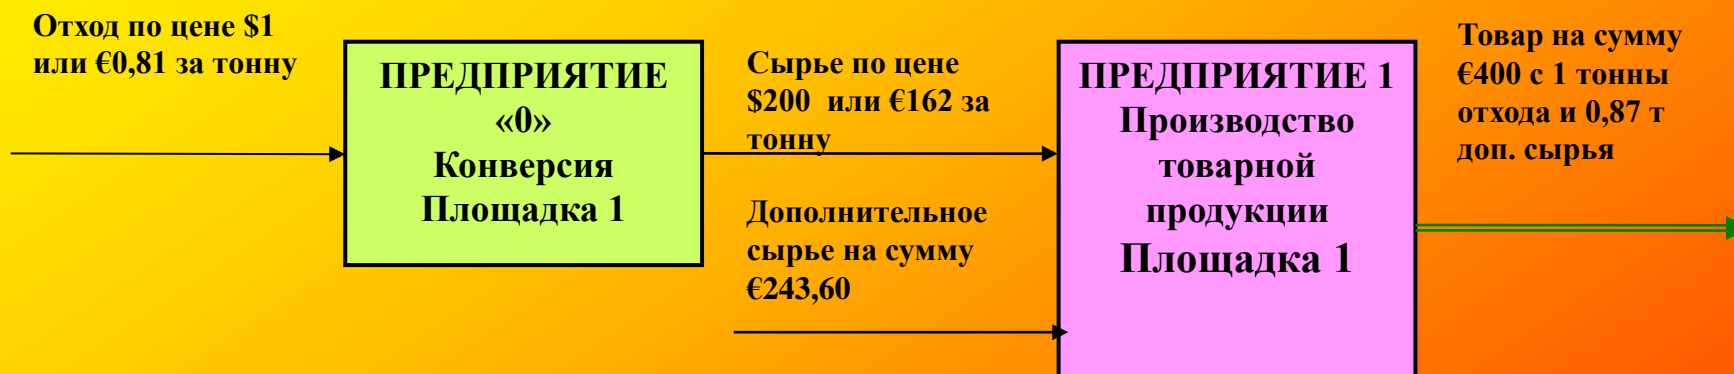 Отход по цене $1
или €0,81 за тонну
ПРЕДПРИЯТИЕ
«0»
Конверсия
Площадка 1
Сырье по цене
$200 или €162 за
тонну
Дополнительное
сырье на сумму
€243,60
ПРЕДПРИЯТИЕ 1
Производство
товарной
продукции
Площадка 1
Товар на сумму
€400 с 1 тонны
отхода и 0,87 т
доп. сырья